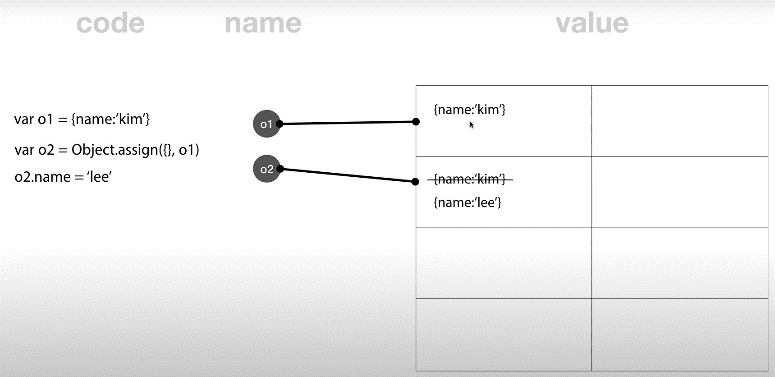 code name value
var o1 = {name:‘kim’}
var o2 = Object.assign({}, o1)
o2.name = ‘lee’
o1
o2
{name:‘kim’}
{name:‘kim’}
{name:‘lee’}